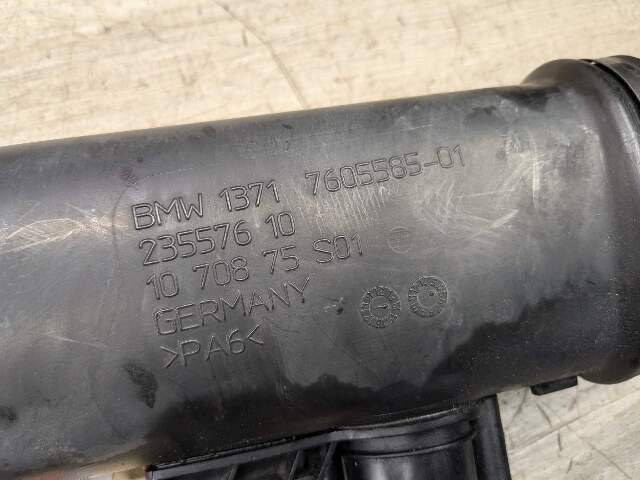 BMW 1371 7605585-01
235576 10
10 708 75 S01
GERMANY
>PA6<